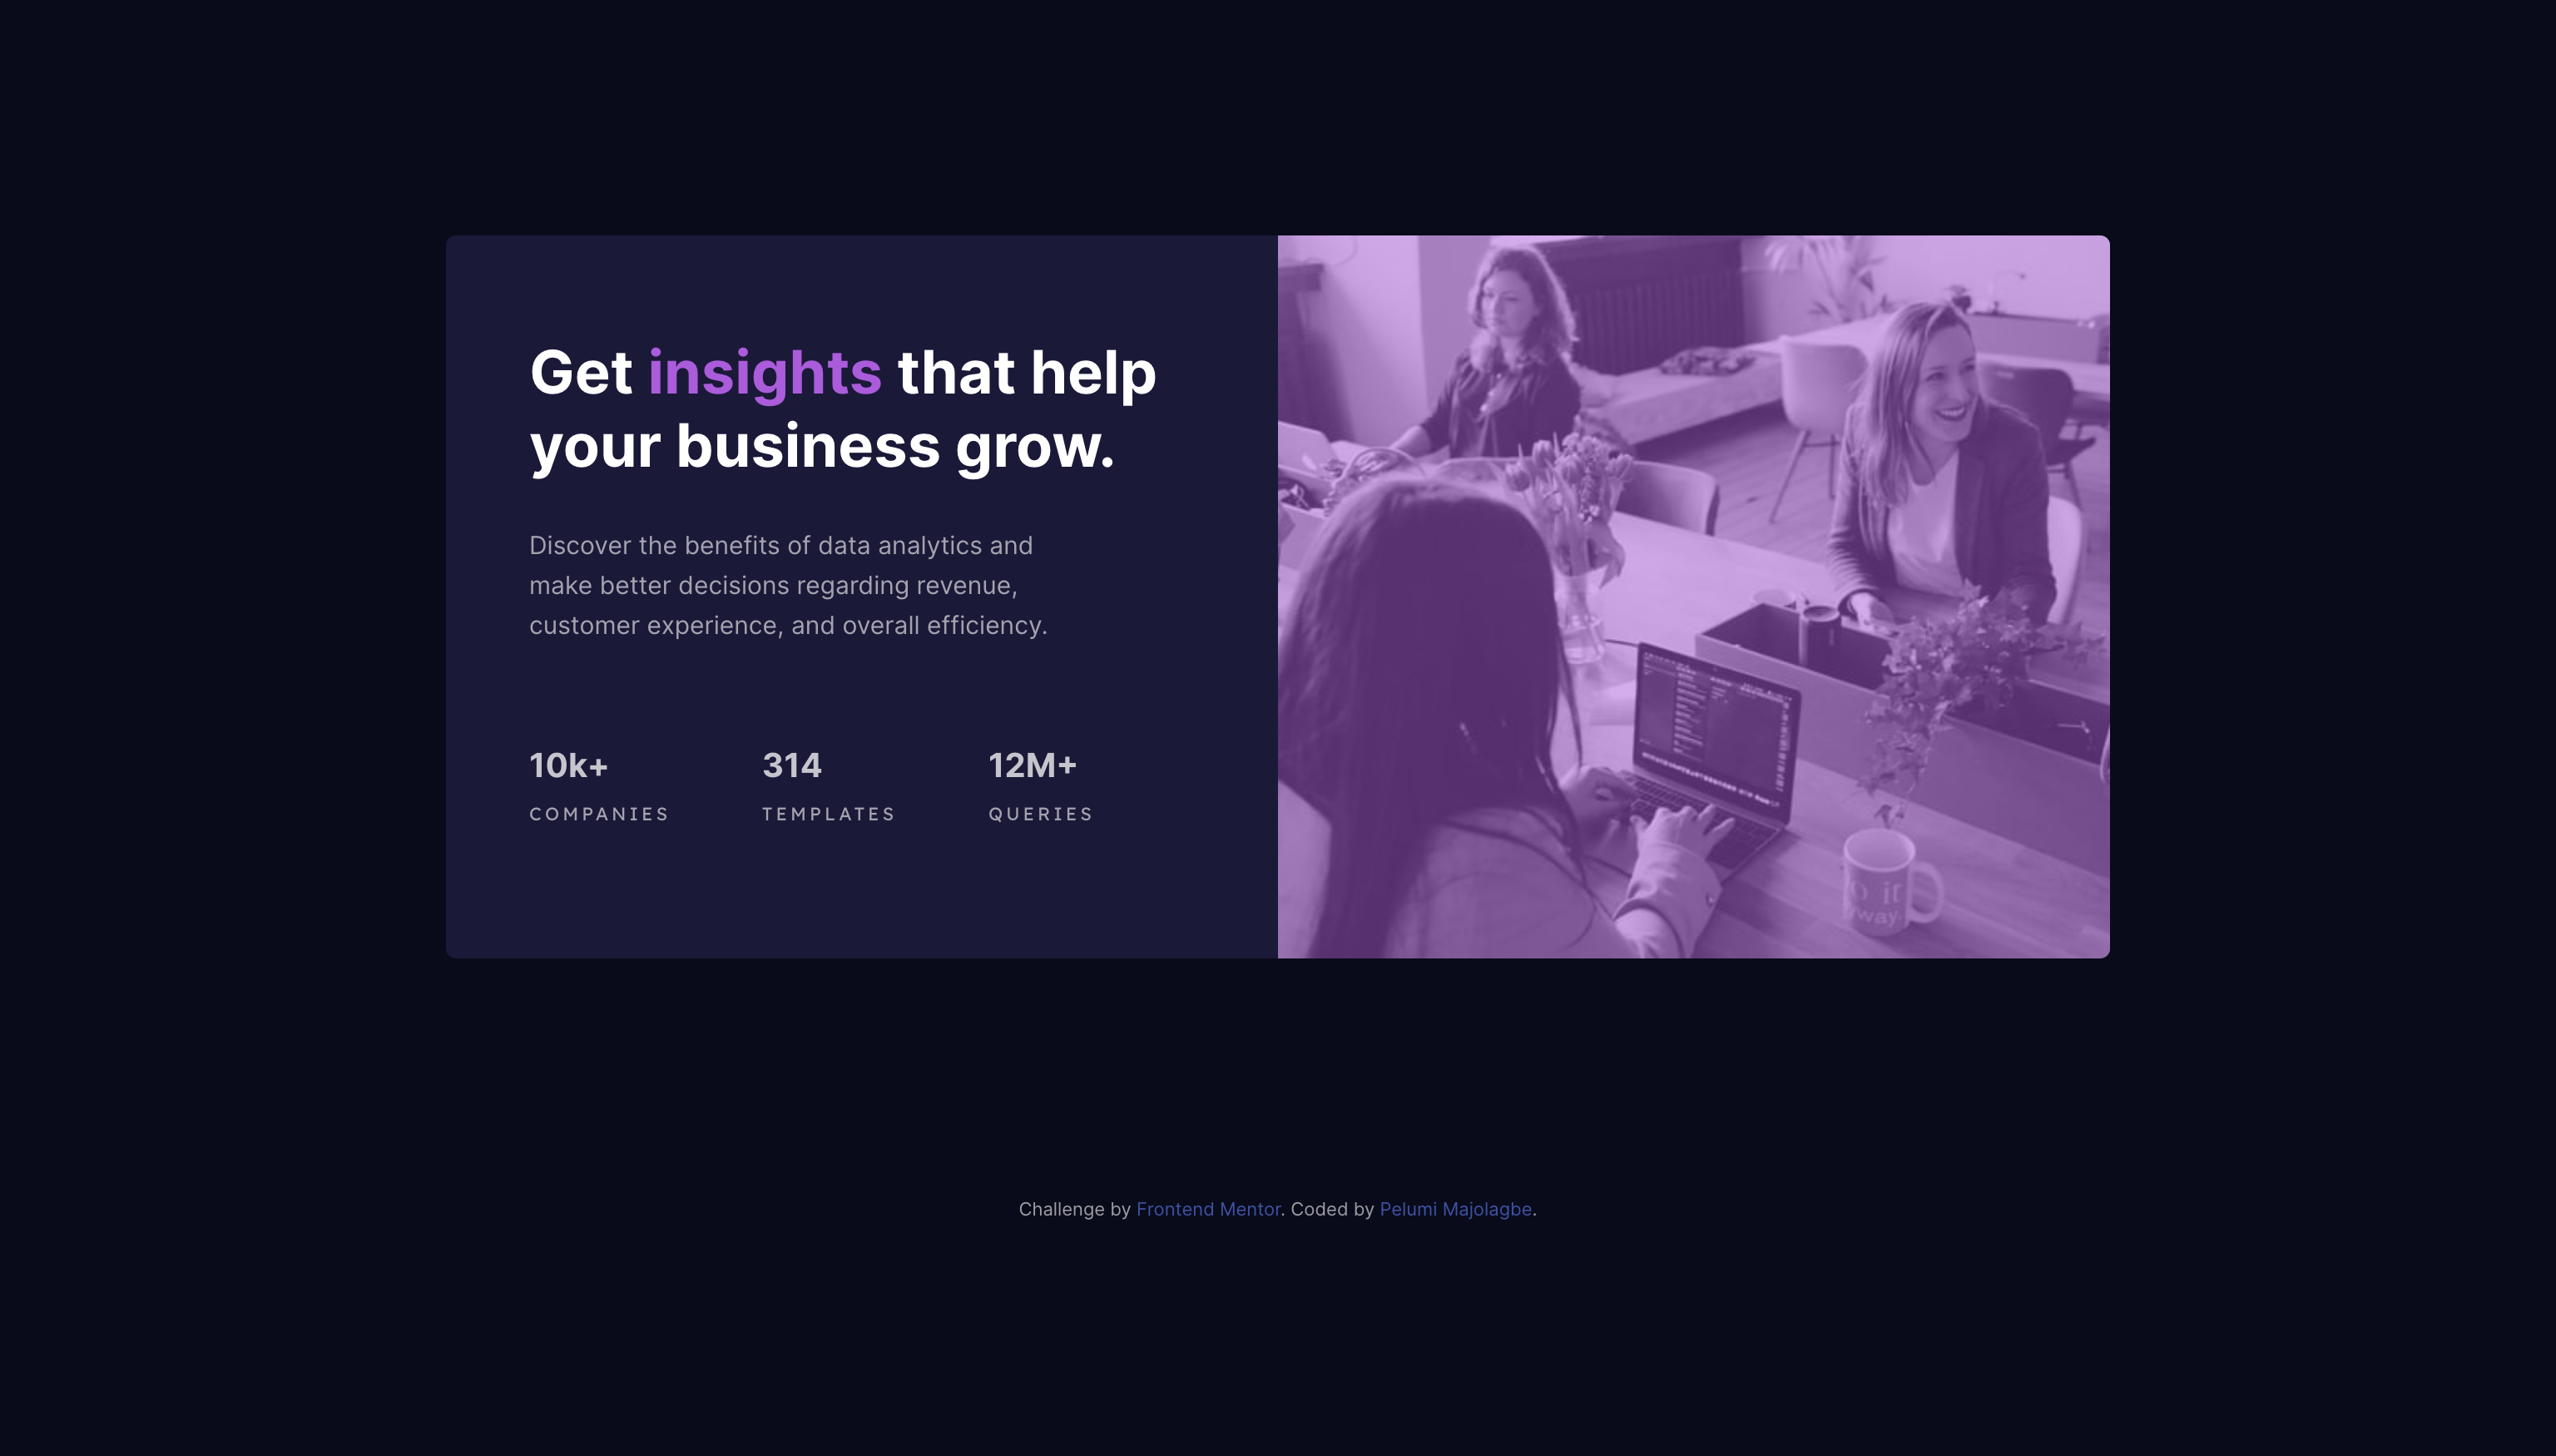 Get insights that help
your business grow.
Discover the benefits of data analytics and
make better decisions regarding revenue,
customer experience, and overall efficiency.
10k+ 314 12M+
COMPANIES TEMPLATES QUERIES
it
Challenge by Frontend Mentor. Coded by Pelumi Majolagbe.